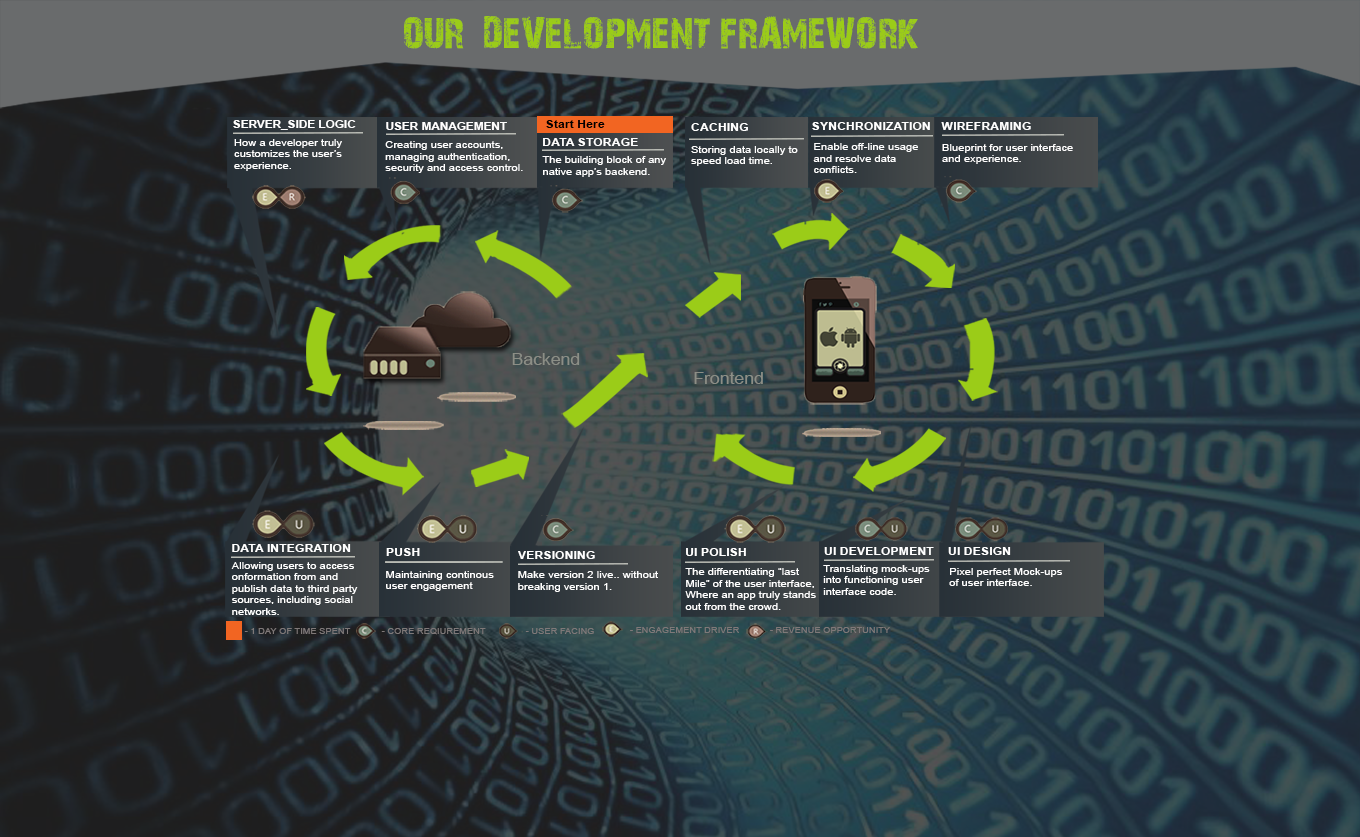 OUR DEVELOPMENT FRAMEWORK
SERVER_SIDE LOGIC
How a developer truly
customizes the user's
experience.
E R
USER MANAGEMENT
Creating user accounts,
managing authentication,
security and access control.
C
Start Here
DATA STORAGE
The building block of any
native app's backend.
C
CACHING
Storing data locally to
speed load time.
SYNCHRONIZATION
Enable off-line usage
and resolve data
conflicts.
E
WIREFRAMING
Blueprint for user interface
and experience.
C
Backend
Frontend
E U
DATA INTEGRATION
Allowing users to access
onformation from and
publish data to third party
sources, including social
networks.
E U
PUSH
Maintaining continous
user engagement
C
VERSIONING
Make version 2 live.. without
breaking version 1.
E U
UI POLISH
The differentiating "last
Mile" of the user interface,
Where an app truly stands
out from the crowd.
C U
UI DEVELOPMENT
Translating mock-ups
into functioning user
interface code.
C U
UI DESIGN
Pixel perfect Mock-ups
of user interface.
- 1 DAY OF TIME SPENT C - CORE REQIUREMENT U - USER FACING E - ENGAGEMENT DRIVER R - REVENUE OPPORTUNITY